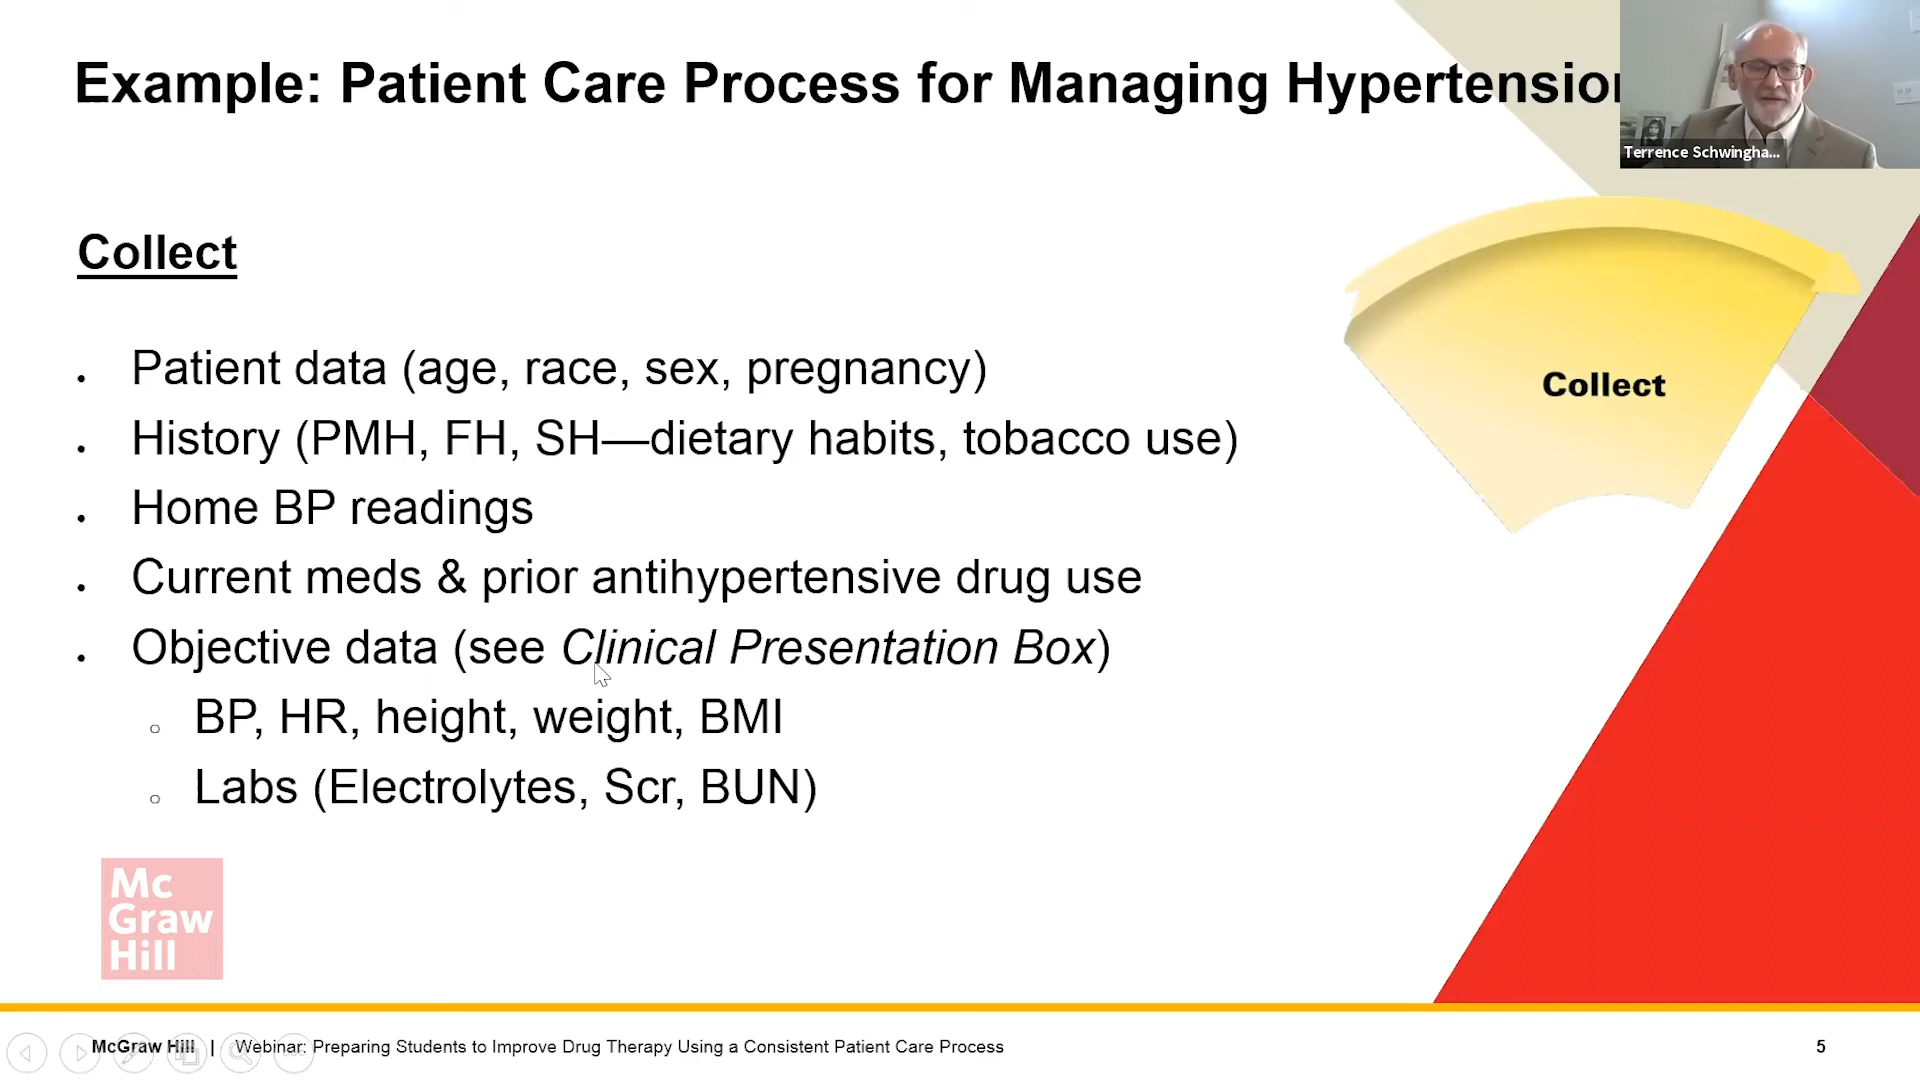 Example: Patient Care Process for Managing Hypertension
Terrence Schwingha...
Collect
Collect
• Patient data (age, race, sex, pregnancy)
• History (PMH, FH, SH—dietary habits, tobacco use)
• Home BP readings
• Current meds & prior antihypertensive drug use
• Objective data (see Clinical Presentation Box)
o BP, HR, height, weight, BMI
o Labs (Electrolytes, Scr, BUN)
Mc
Graw
Hill
McGraw Hill | Webinar: Preparing Students to Improve Drug Therapy Using a Consistent Patient Care Process
5